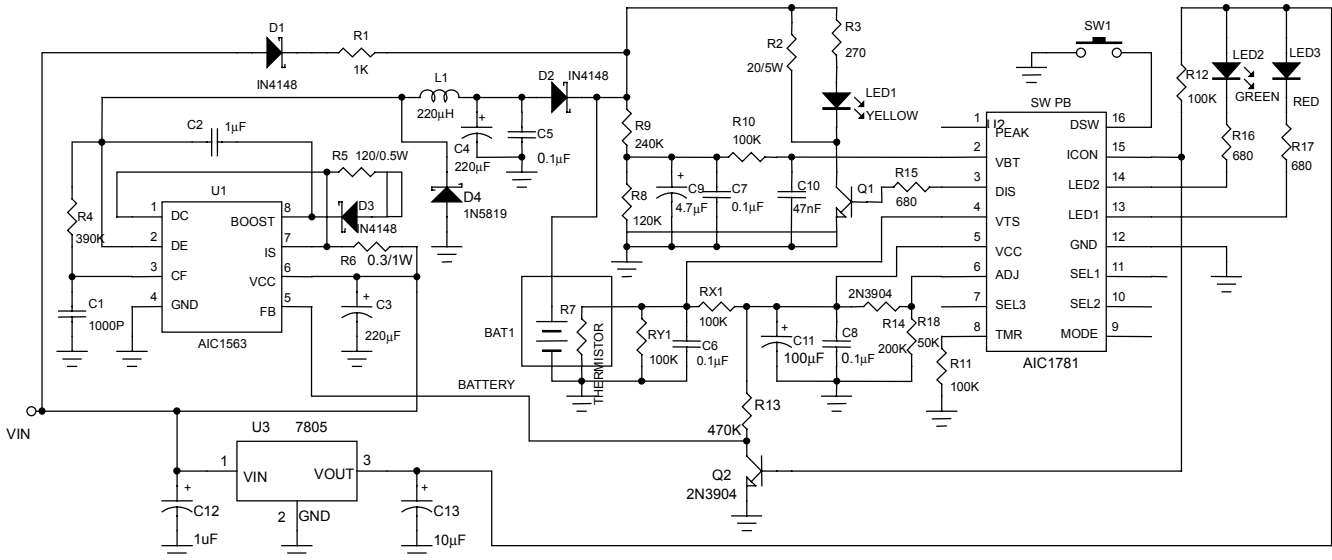 D1
IN4148
R1
1K
L1
220µH
D2
IN4148
R2
20/5W
R3
270
LED1
YELLOW
SW1
R12
100K
LED2
GREEN
LED3
RED
R16
680
R17
680
C2
1µF
C4
220µF
C5
0.1µF
R9
240K
R10
100K
R8
120K
C9
4.7µF
C7
0.1µF
C10
47nF
Q1
R15
680
SW PB
U2
1
PEAK
2
VBT
3
DIS
4
VTS
5
VCC
6
ADJ
7
SEL3
8
TMR
DSW
16
ICON
15
LED2
14
LED1
13
GND
12
SEL1
11
SEL2
10
MODE
9
AIC1781
R5
120/0.5W
D3
IN4148
R4
390K
U1
1
DC
2
DE
3
CF
4
GND
BOOST
8
IS
7
VCC
6
FB
5
AIC1563
R6
0.3/1W
D4
1N5819
C1
1000P
C3
220µF
BAT1
R7
THERMISTOR
RY1
100K
RX1
100K
C6
0.1µF
C11
100µF
C8
0.1µF
2N3904
R14
200K
R18
50K
R11
100K
BATTERY
R13
470K
Q2
2N3904
VIN
U3
7805
1
VIN
VOUT
3
2
GND
C12
1uF
C13
10µF